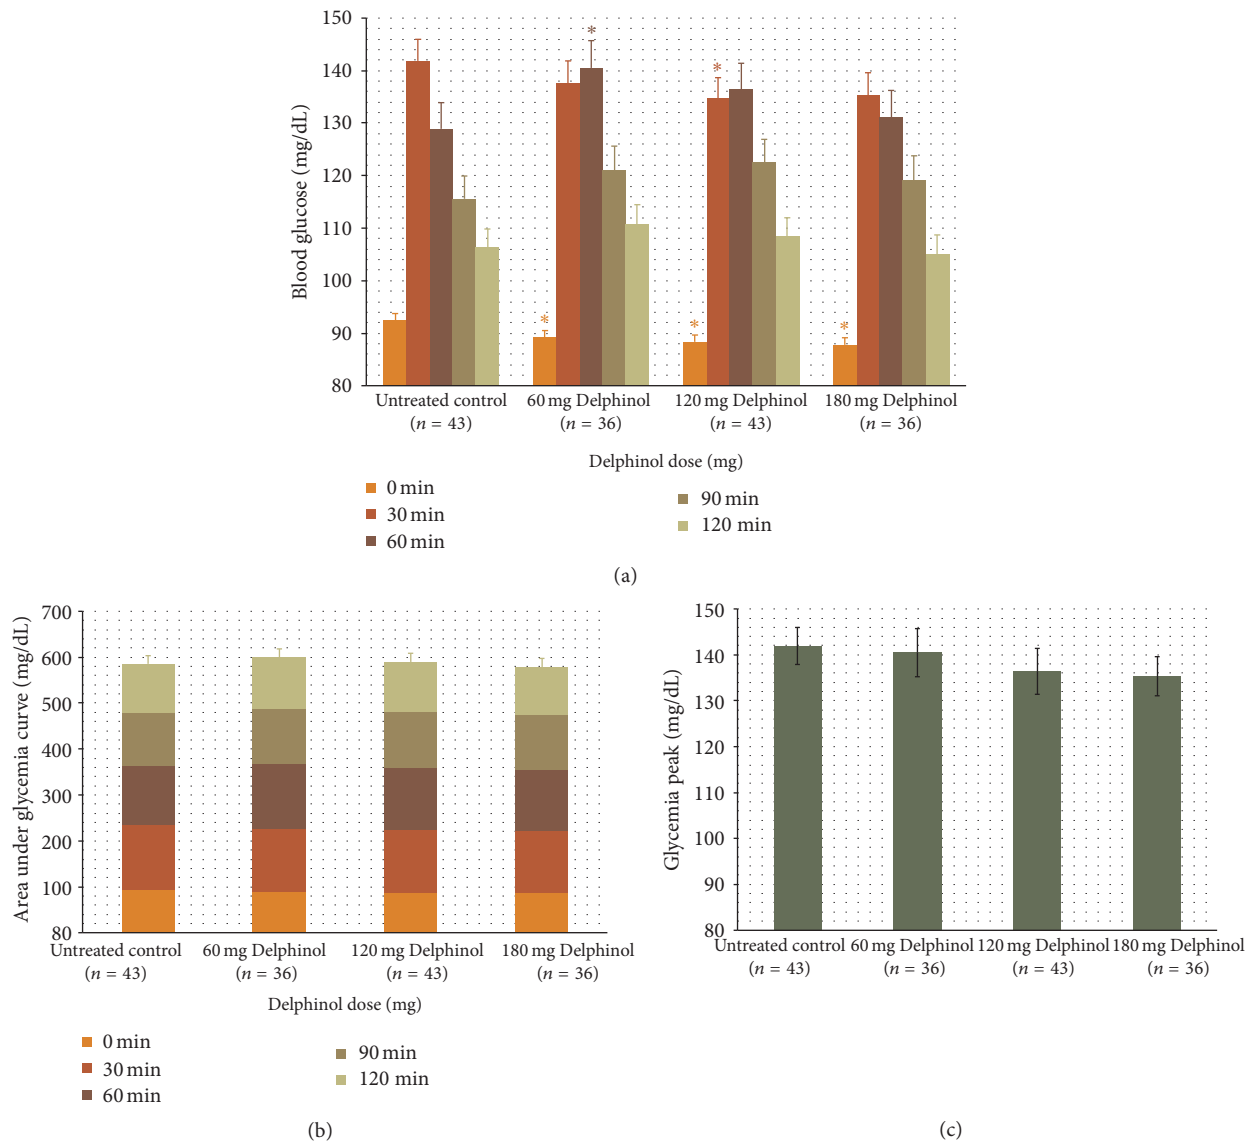 150
140
130
120
110
100
90
80
Blood glucose (mg/dL)
*
*
*
*
*
Untreated control
(n = 43)
60 mg Delphinol
(n = 36)
120 mg Delphinol
(n = 43)
180 mg Delphinol
(n = 36)
Delphinol dose (mg)
0 min
30 min
60 min
90 min
120 min
(a)
700
600
500
400
300
200
100
80
Area under glycemia curve (mg/dL)
Untreated control
(n = 43)
60 mg Delphinol
(n = 36)
120 mg Delphinol
(n = 43)
180 mg Delphinol
(n = 36)
Delphinol dose (mg)
0 min
30 min
60 min
90 min
120 min
(b)
150
140
130
120
110
100
90
80
Glycemia peak (mg/dL)
Untreated control
(n = 43)
60 mg Delphinol
(n = 36)
120 mg Delphinol
(n = 43)
180 mg Delphinol
(n = 36)
(c)